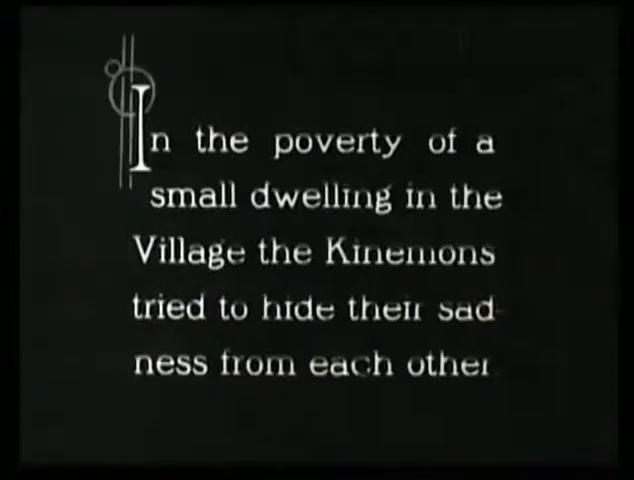 In the poverty of a
small dwelling in the
Village the Kinemons
tried to hide their sad-
ness from each other.